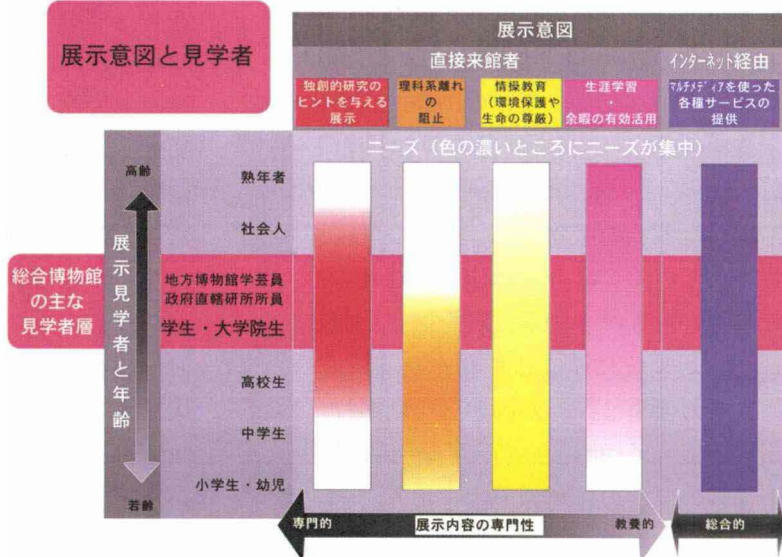 展示意図と見学者
展示意図
直接来館者
インターネット経由
独創的研究の
ヒントを与える
展示
理科系離れ
の
阻止
情操教育
(環境保護や
生命の尊厳)
生涯学習
・
余暇の有効活用
マルチメディアを使った
各種サービスの
提供
ニーズ(色の濃いところにニーズが集中)
高齢
展示見学者と年齢
若齢
総合博物館
の主な
見学者層
熟年者
社会人
地方博物館学芸員
政府直轄研所所員
学生・大学院生
高校生
中学生
小学生・幼児
専門的
展示内容の専門性
教養的
総合的